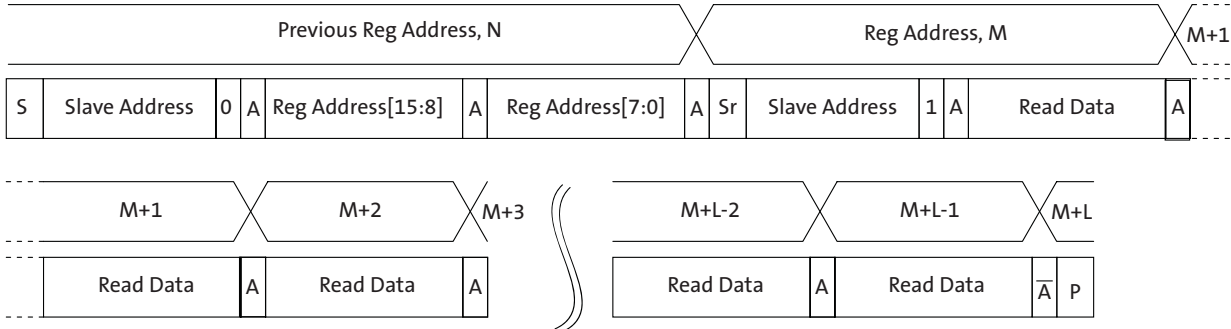 Previous Reg Address, N Reg Address, M M+1
S Slave Address 0 A Reg Address[15:8] A Reg Address[7:0] A Sr Slave Address 1 A Read Data A
M+1 M+2 M+3 M+L-2 M+L-1 M+L
Read Data A Read Data A Read Data A Read Data A̅ P